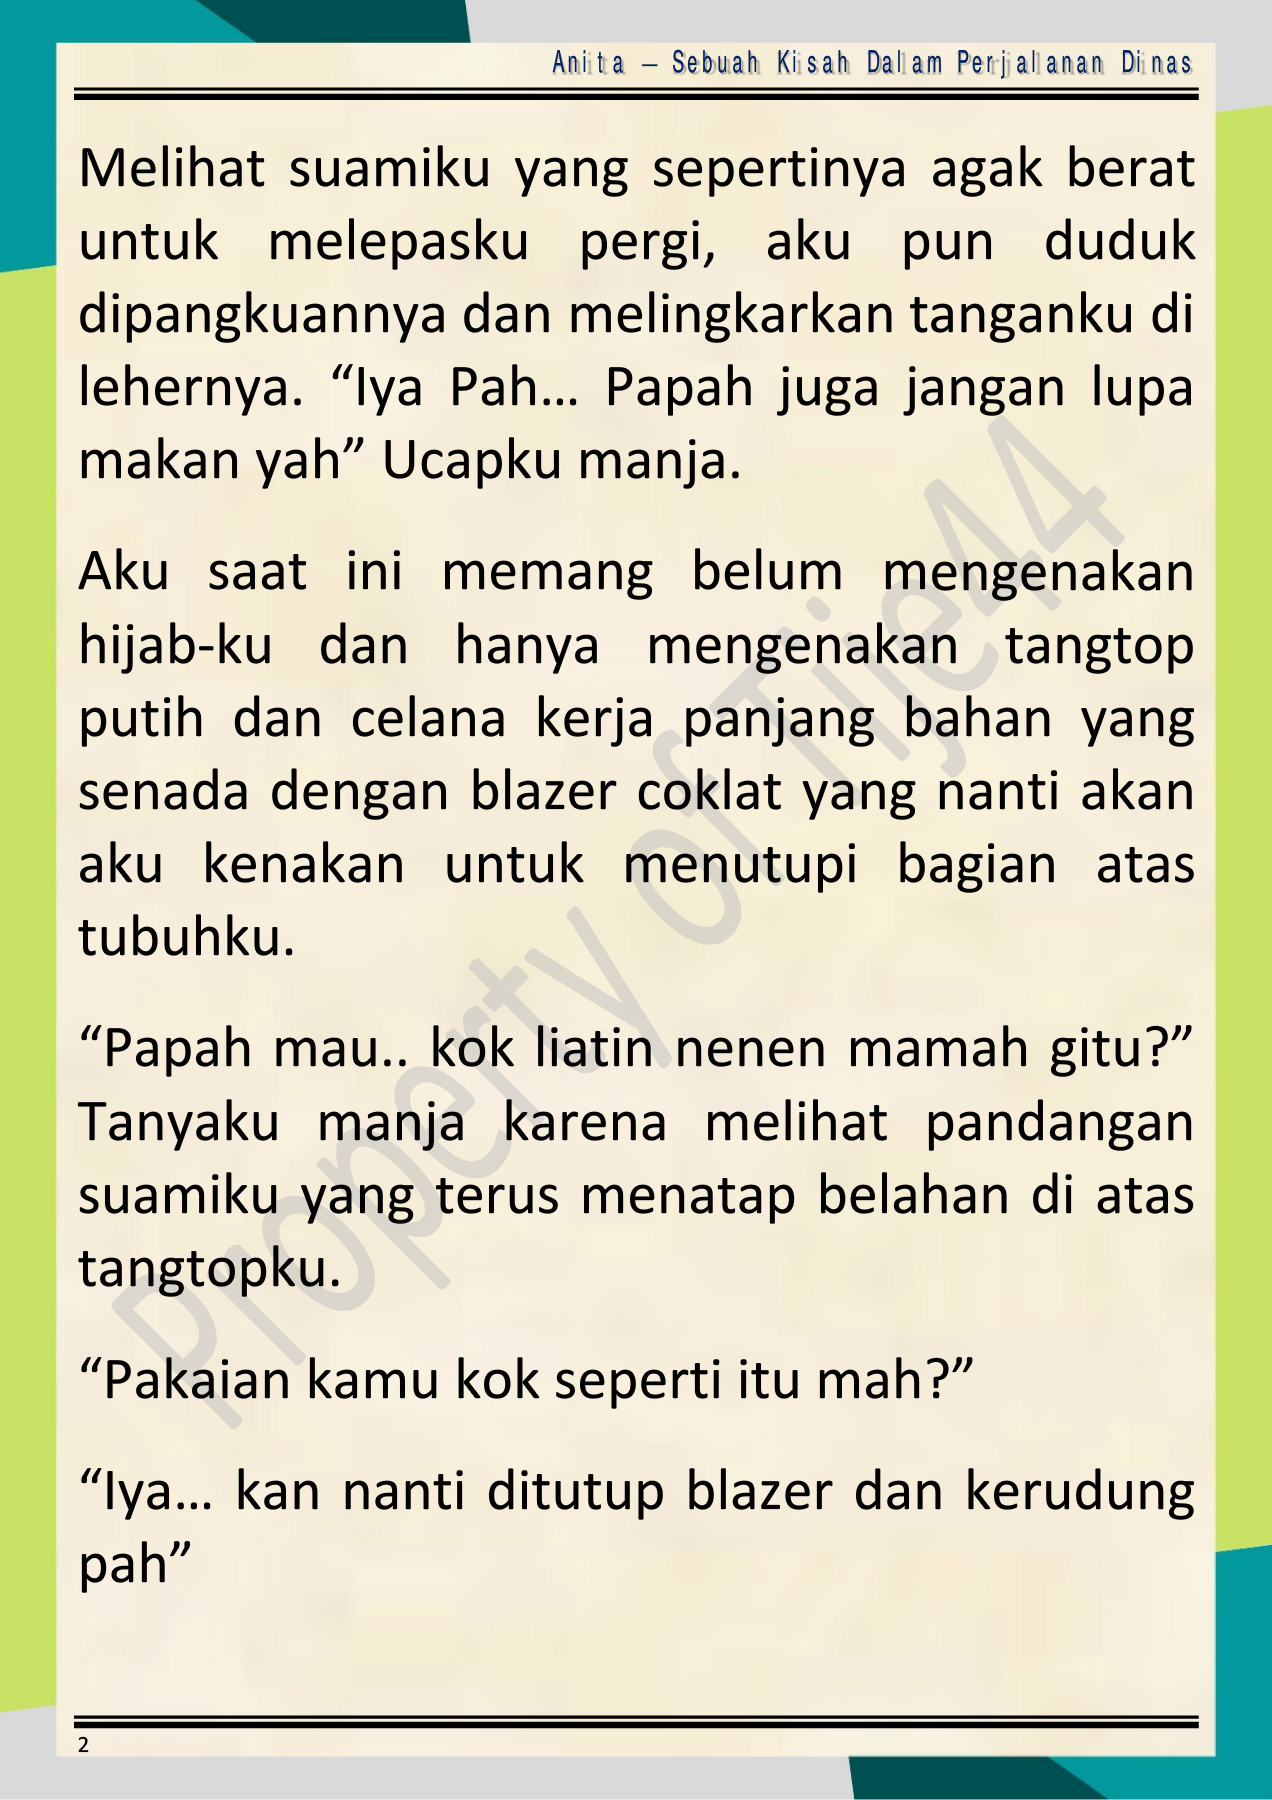 Anita – Sebuah Kisah Dalam Perjalanan Dinas
Melihat suamiku yang sepertinya agak berat
untuk melepasku pergi, aku pun duduk
dipangkuannya dan melingkarkan tanganku di
lehernya. “Iya Pah… Papah juga jangan lupa
makan yah” Ucapku manja.
Aku saat ini memang belum mengenakan
hijab-ku dan hanya mengenakan tangtop
putih dan celana kerja panjang bahan yang
senada dengan blazer coklat yang nanti akan
aku kenakan untuk menutupi bagian atas
tubuhku.
“Papah mau.. kok liatin nenen mamah gitu?”
Tanyaku manja karena melihat pandangan
suamiku yang terus menatap belahan di atas
tangtopku.
“Pakaian kamu kok seperti itu mah?”
“Iya… kan nanti ditutup blazer dan kerudung
pah”
2
Property of Tije44